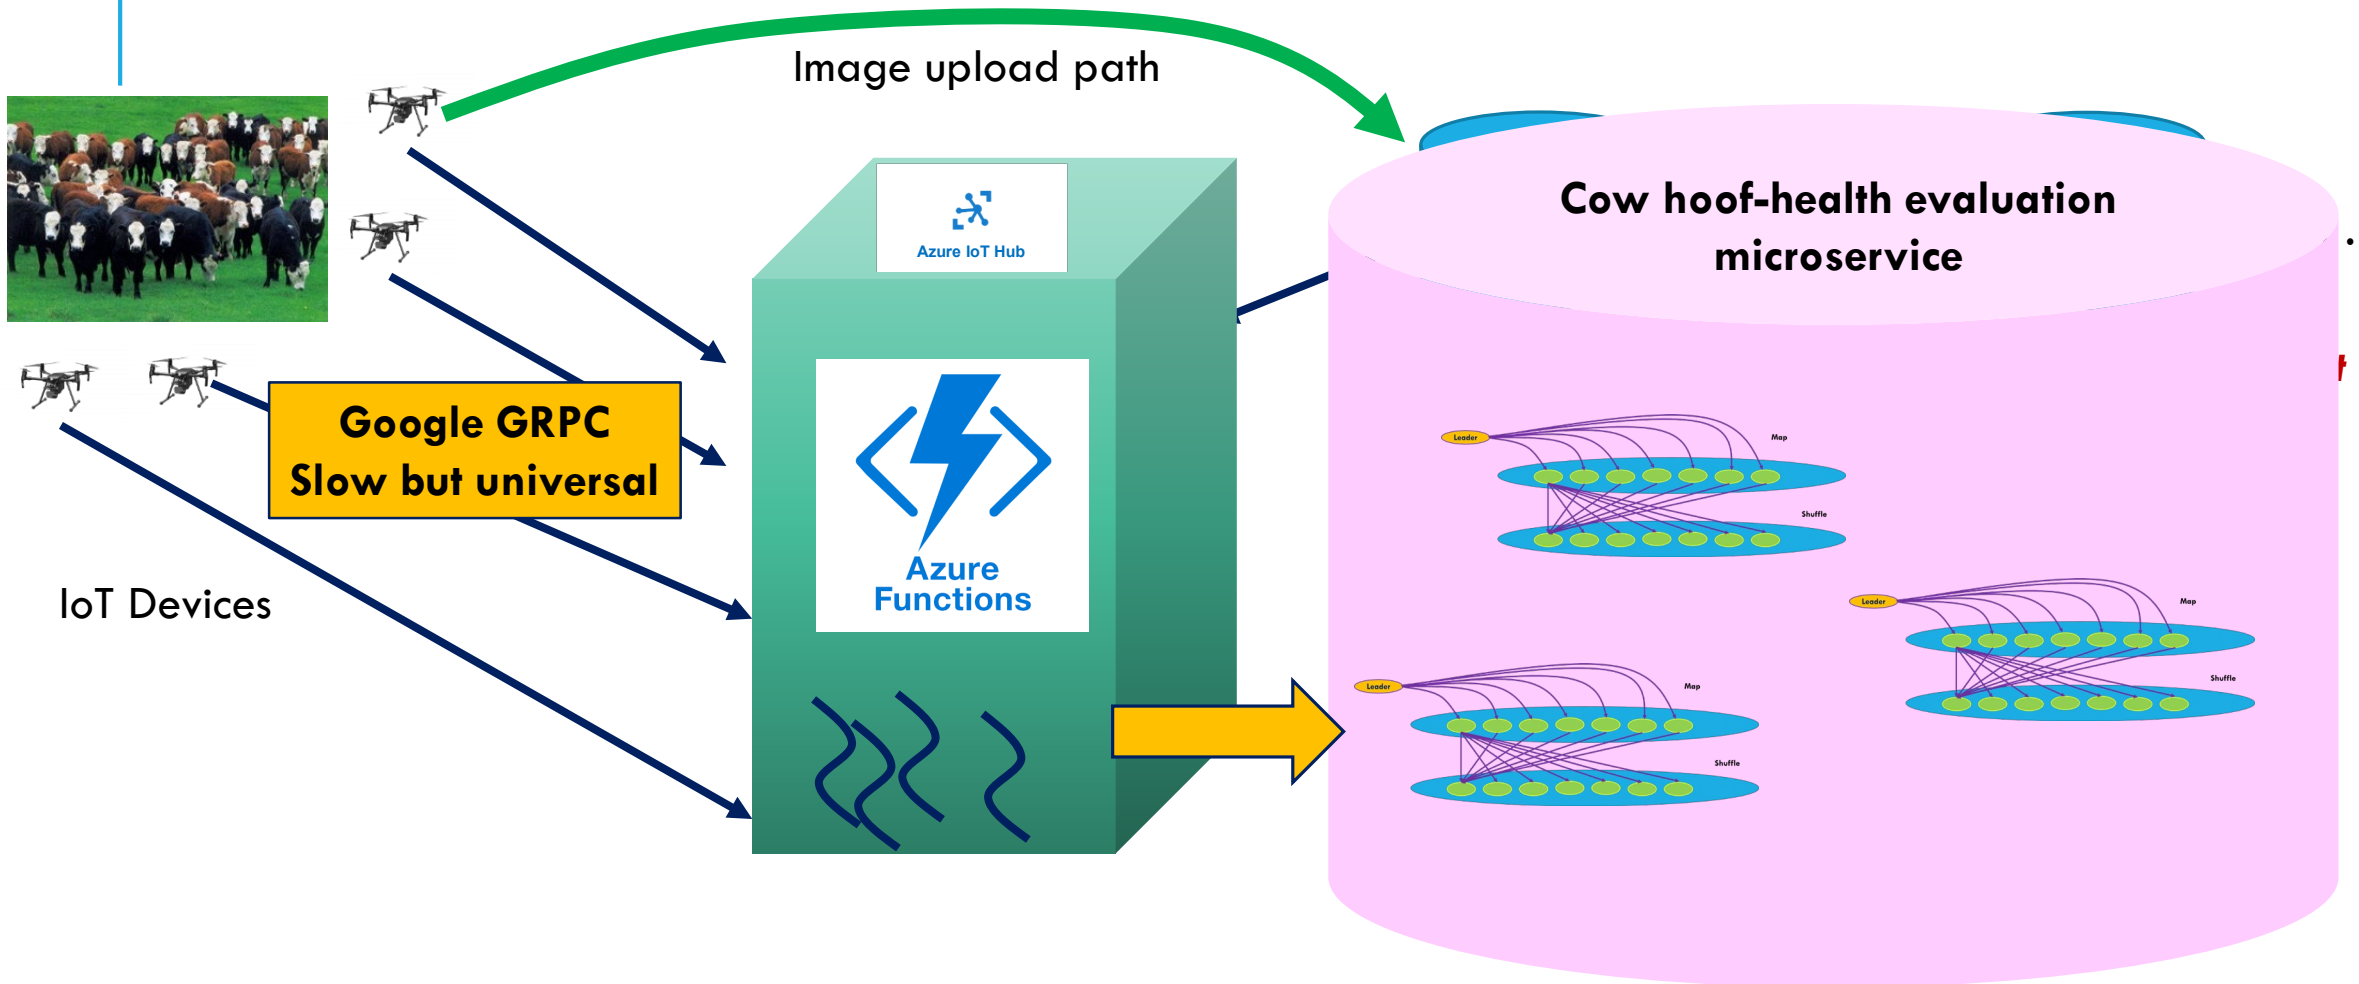 Image upload path
Cow hoof-health evaluation
microservice
.
Azure IoT Hub
Google GRPC
Slow but universal
Azure
Functions
IoT Devices
Leader
Map
Shuffle
Leader
Map
Shuffle
Leader
Map
Shuffle